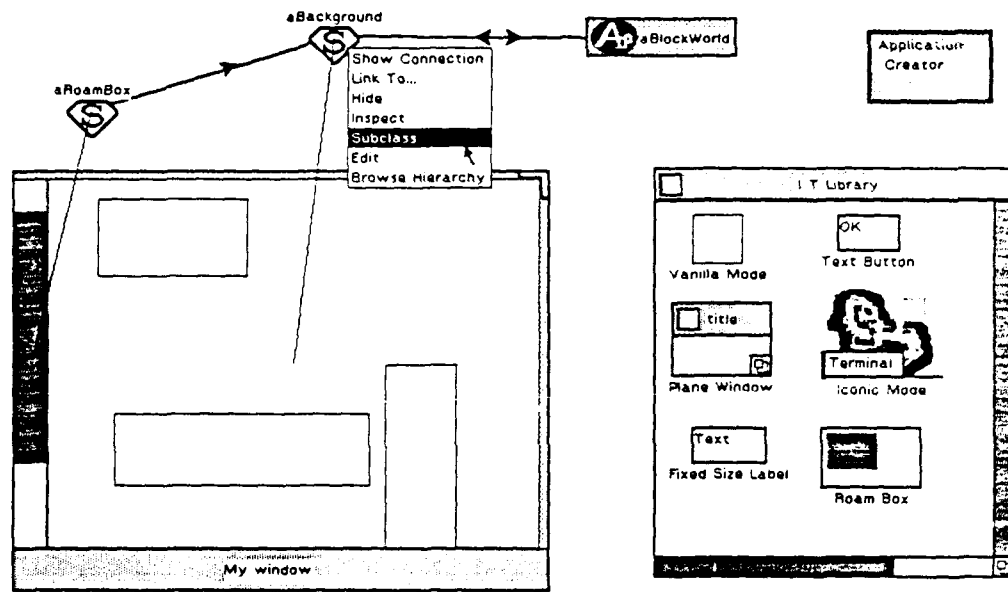 aBackground
aBlockWorld
Application
Creator
aRoamBox
Show Connection
Link To...
Hide
Inspect
Subclass
Edit
Browse Hierarchy
I T Library
OK
Vanilla Mode
Text Button
title
Terminal
Plane Window
Iconic Mode
Text
Fixed Size Label
Roam Box
My window